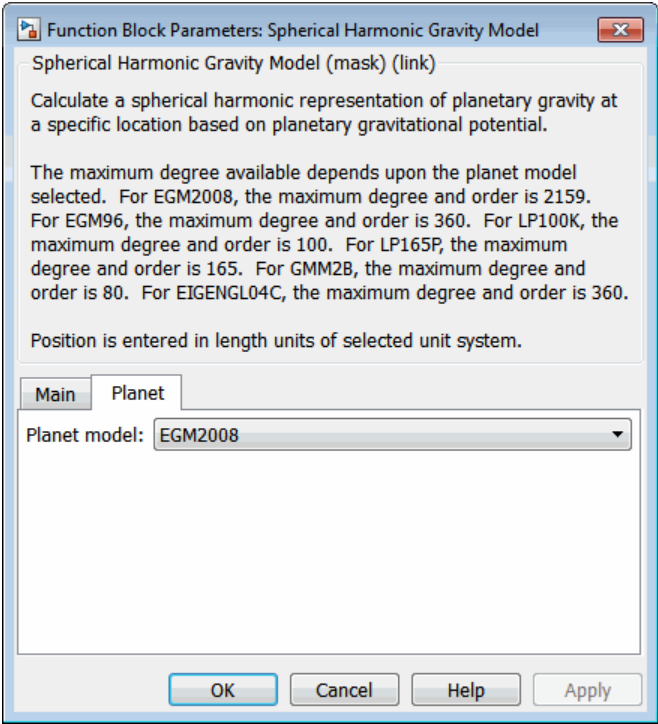 Function Block Parameters: Spherical Harmonic Gravity Model
Spherical Harmonic Gravity Model (mask) (link)
Calculate a spherical harmonic representation of planetary gravity at
a specific location based on planetary gravitational potential.
The maximum degree available depends upon the planet model
selected.  For EGM2008, the maximum degree and order is 2159.
For EGM96, the maximum degree and order is 360.  For LP100K, the
maximum degree and order is 100.  For LP165P, the maximum
degree and order is 165.  For GMM2B, the maximum degree and
order is 80.  For EIGENGL04C, the maximum degree and order is 360.
Position is entered in length units of selected unit system.
Main Planet
Planet model: EGM2008
OK Cancel Help Apply